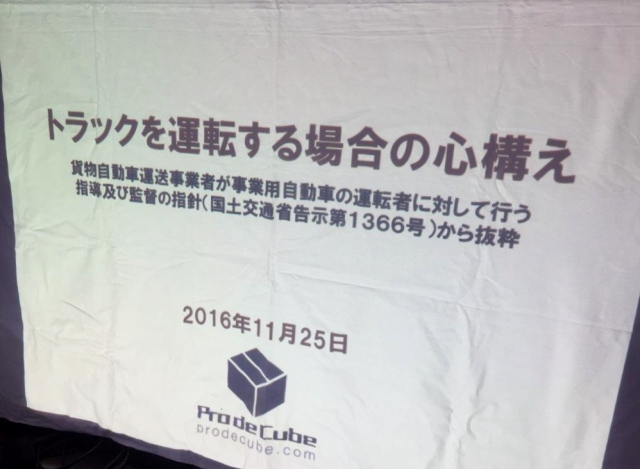 トラックを運転する場合の心構え
貨物自動車運送事業者が事業用自動車の運転者に対して行う
指導及び監督の指針(国土交通省告示第1366号)から抜粋
2016年11月25日
Pro de Cube
prodecube.com